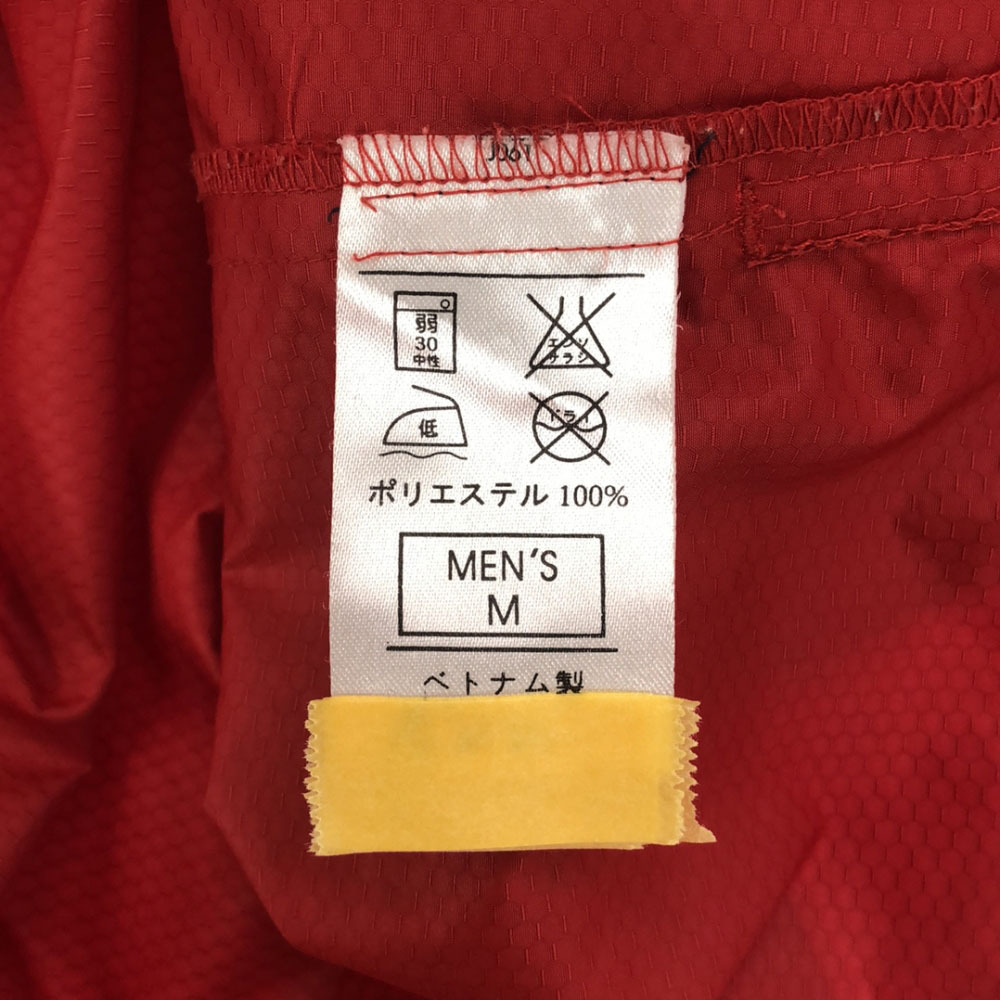 弱
30
中性
エンソ
サラシ
低
ドライ
ポリエステル 100%
MEN'S
M
ベトナム製